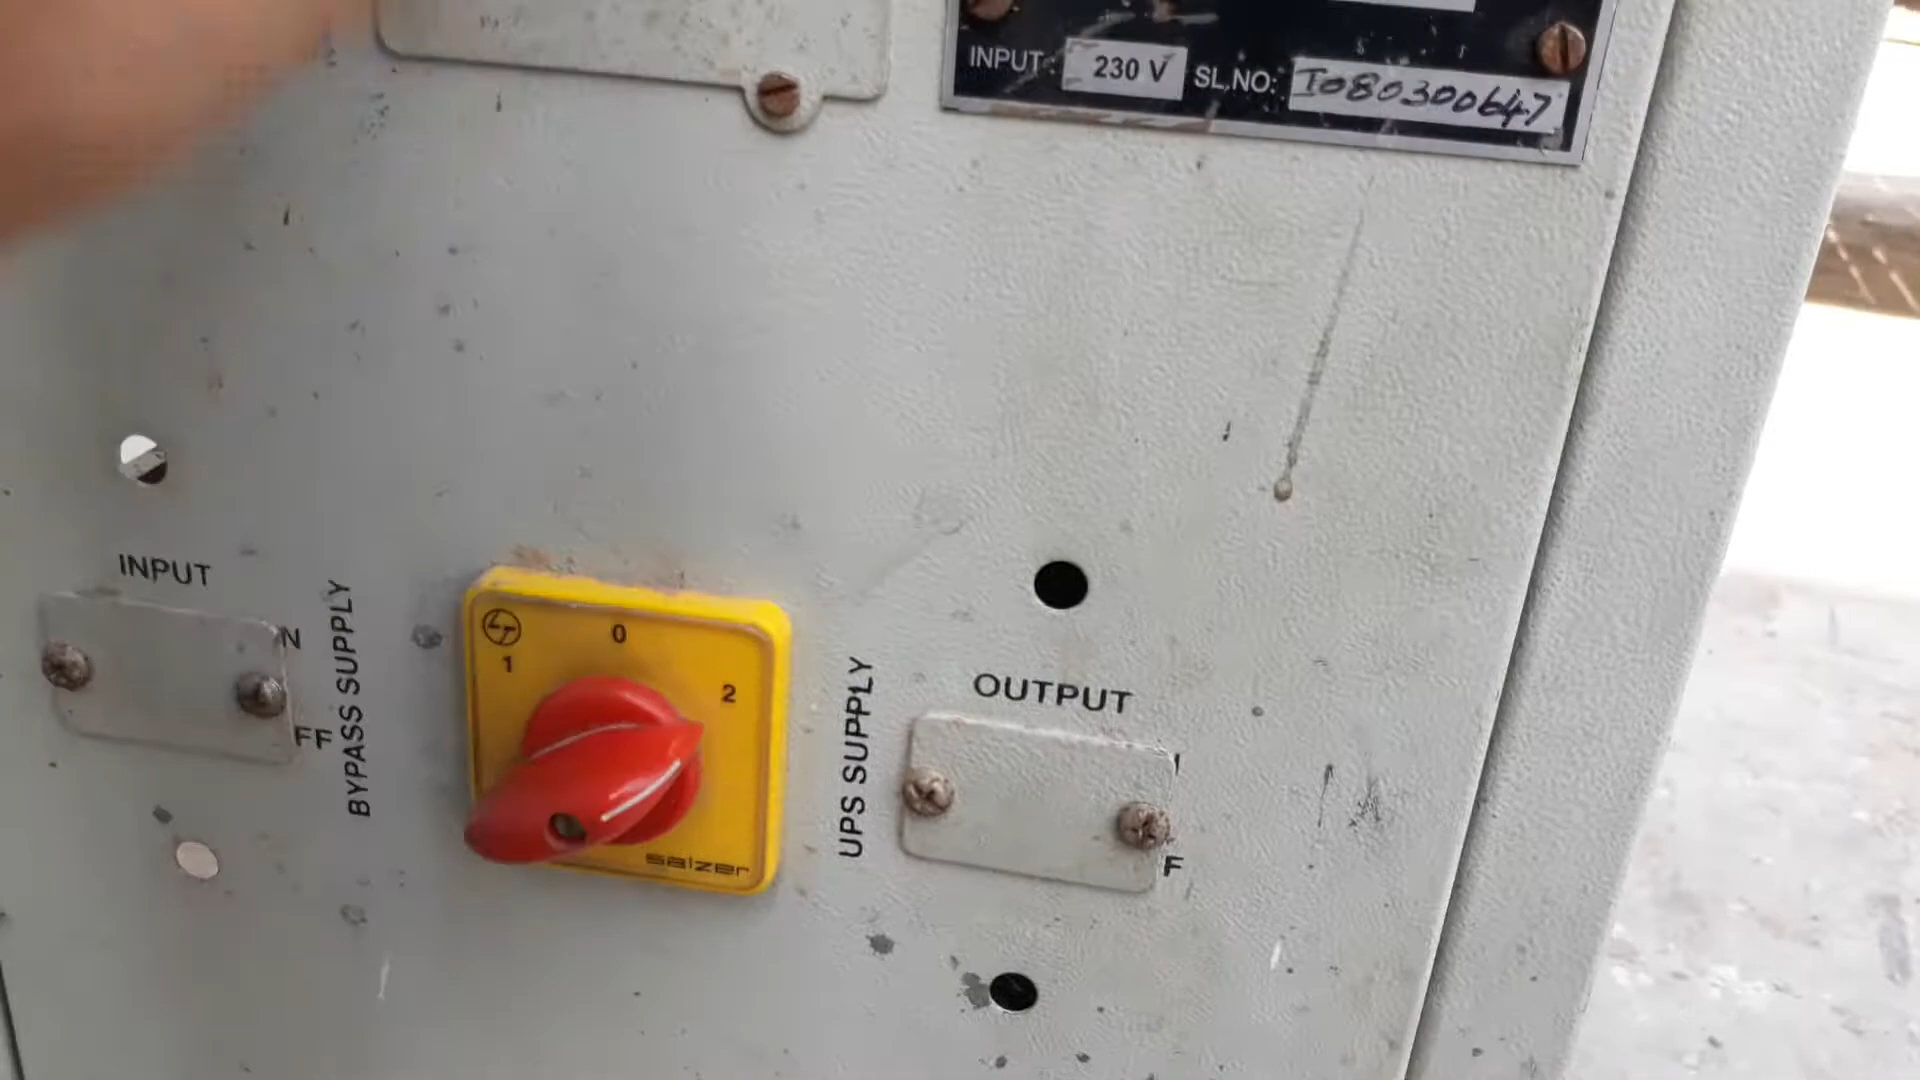 INPUT : 230 V SL.NO: I080300647
INPUT
N
FF
BYPASS SUPPLY
0
1
2
salzer
UPS SUPPLY
OUTPUT
F